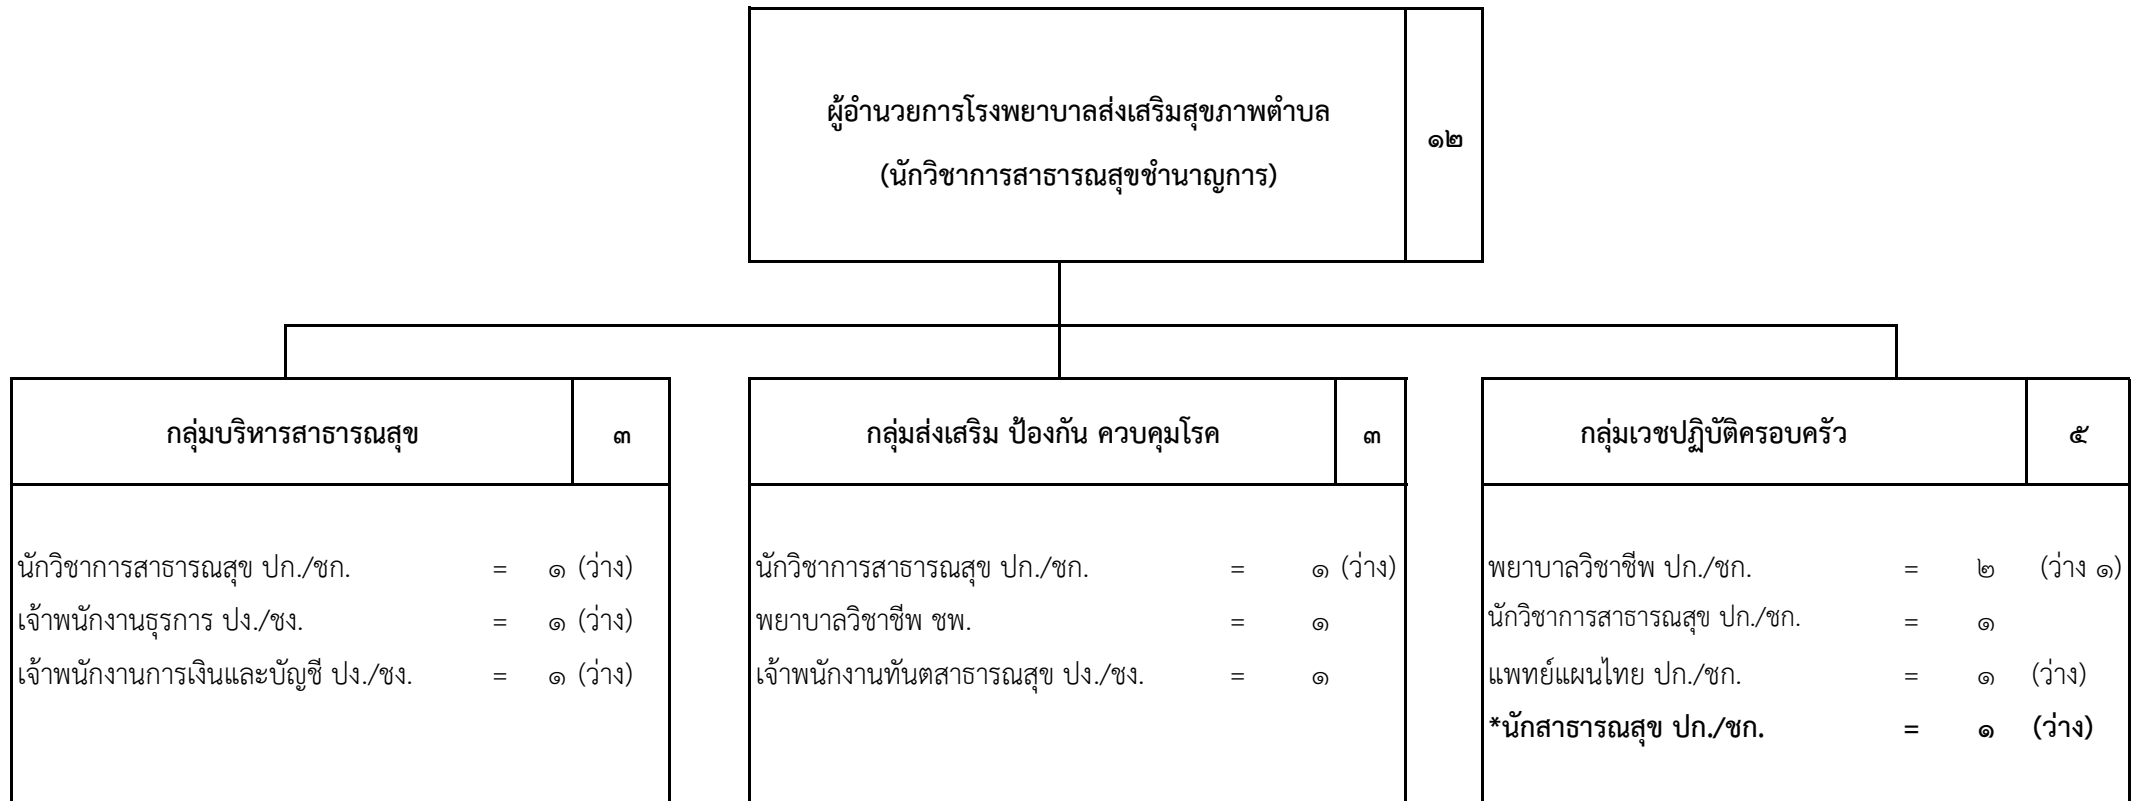 ผู้อำนวยการโรงพยาบาลส่งเสริมสุขภาพตำบล
(นักวิชาการสาธารณสุขชำนาญการ)
๑๒
กลุ่มบริหารสาธารณสุข ๓
นักวิชาการสาธารณสุข ปก./ชก. = ๑ (ว่าง)
เจ้าพนักงานธุรการ ปง./ชง. = ๑ (ว่าง)
เจ้าพนักงานการเงินและบัญชี ปง./ชง. = ๑ (ว่าง)
กลุ่มส่งเสริม ป้องกัน ควบคุมโรค ๓
นักวิชาการสาธารณสุข ปก./ชก. = ๑ (ว่าง)
พยาบาลวิชาชีพ ชพ. = ๑
เจ้าพนักงานทันตสาธารณสุข ปง./ชง. = ๑
กลุ่มเวชปฏิบัติครอบครัว ๕
พยาบาลวิชาชีพ ปก./ชก. = ๒ (ว่าง ๑)
นักวิชาการสาธารณสุข ปก./ชก. = ๑
แพทย์แผนไทย ปก./ชก. = ๑ (ว่าง)
*นักสาธารณสุข ปก./ชก. = ๑ (ว่าง)